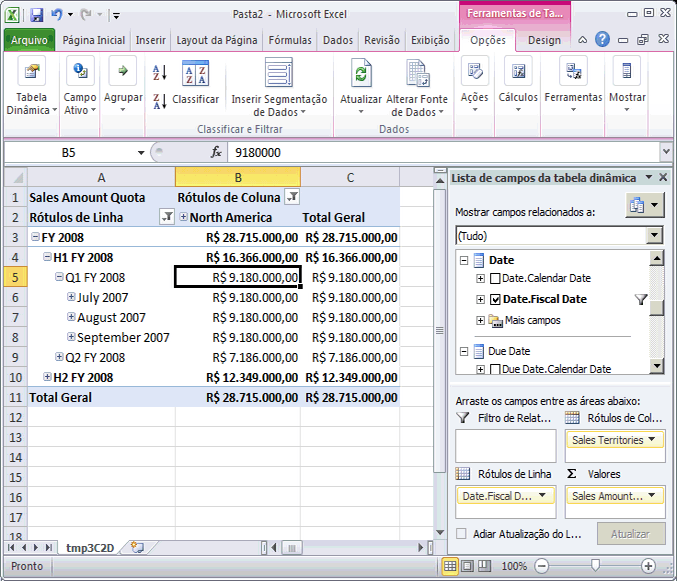 Pasta2 - Microsoft Excel
Ferramentas de Ta...
Arquivo Página Inicial Inserir Layout da Página Fórmulas Dados Revisão Exibição Opções Design
Tabela Dinâmica
Campo Ativo
Agrupar
Classificar
Inserir Segmentação de Dados
Classificar e Filtrar
Atualizar
Alterar Fonte de Dados
Dados
Ações
Cálculos
Ferramentas
Mostrar
B5 fx 9180000
A B C
1 Sales Amount Quota Rótulos de Coluna
2 Rótulos de Linha North America Total Geral
3 FY 2008 R$ 28.715.000,00 R$ 28.715.000,00
4 H1 FY 2008 R$ 16.366.000,00 R$ 16.366.000,00
5 Q1 FY 2008 R$ 9.180.000,00 R$ 9.180.000,00
6 July 2007 R$ 9.180.000,00 R$ 9.180.000,00
7 August 2007 R$ 9.180.000,00 R$ 9.180.000,00
8 September 2007 R$ 9.180.000,00 R$ 9.180.000,00
9 Q2 FY 2008 R$ 7.186.000,00 R$ 7.186.000,00
10 H2 FY 2008 R$ 12.349.000,00 R$ 12.349.000,00
11 Total Geral R$ 28.715.000,00 R$ 28.715.000,00
12
13
14
15
16
17
18
tmp3C2D
Lista de campos da tabela dinâmica
Mostrar campos relacionados a:
(Tudo)
Date
Date.Calendar Date
Date.Fiscal Date
Mais campos
Due Date
Due Date.Calendar Date
Arraste os campos entre as áreas abaixo:
Filtro de Relat... Rótulos de Col...
Sales Territories
Rótulos de Linha Σ Valores
Date.Fiscal D... Sales Amount...
Adiar Atualização do L... Atualizar
Pronto 100%